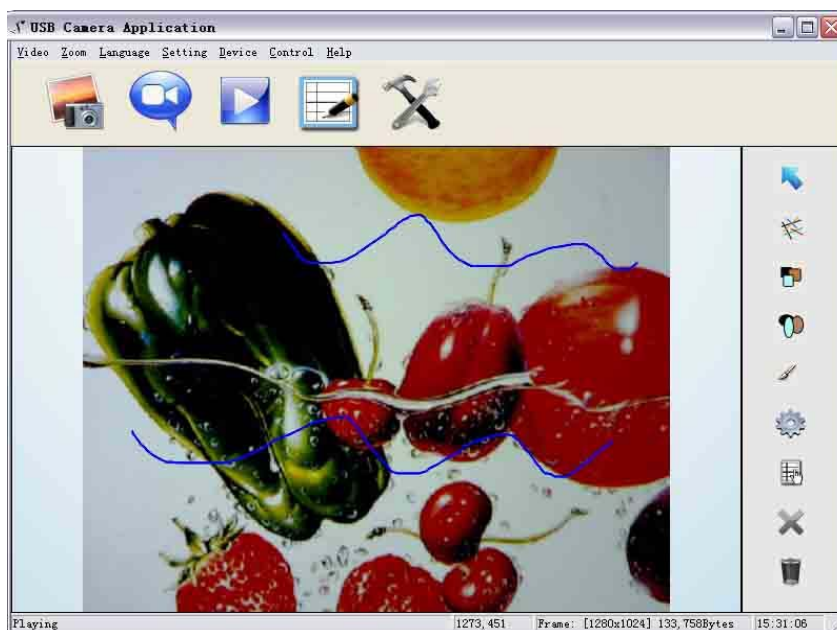 USB Camera Application
Video Zoom Language Setting Device Control Help
Playing 1273,451 Frame: [1280x1024] 133,758Bytes 15:31:06